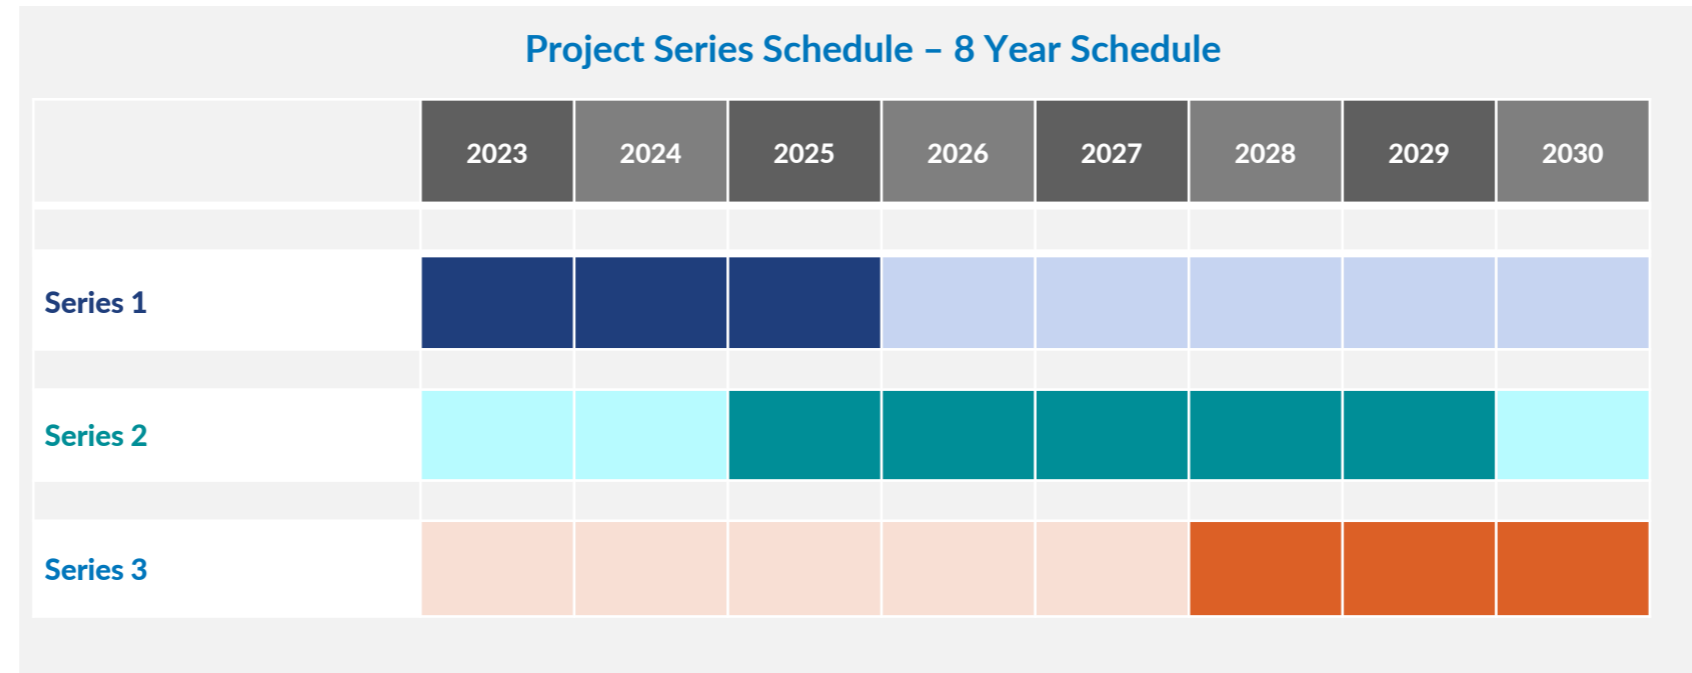 Project Series Schedule – 8 Year Schedule
2023 2024 2025 2026 2027 2028 2029 2030
Series 1
Series 2
Series 3